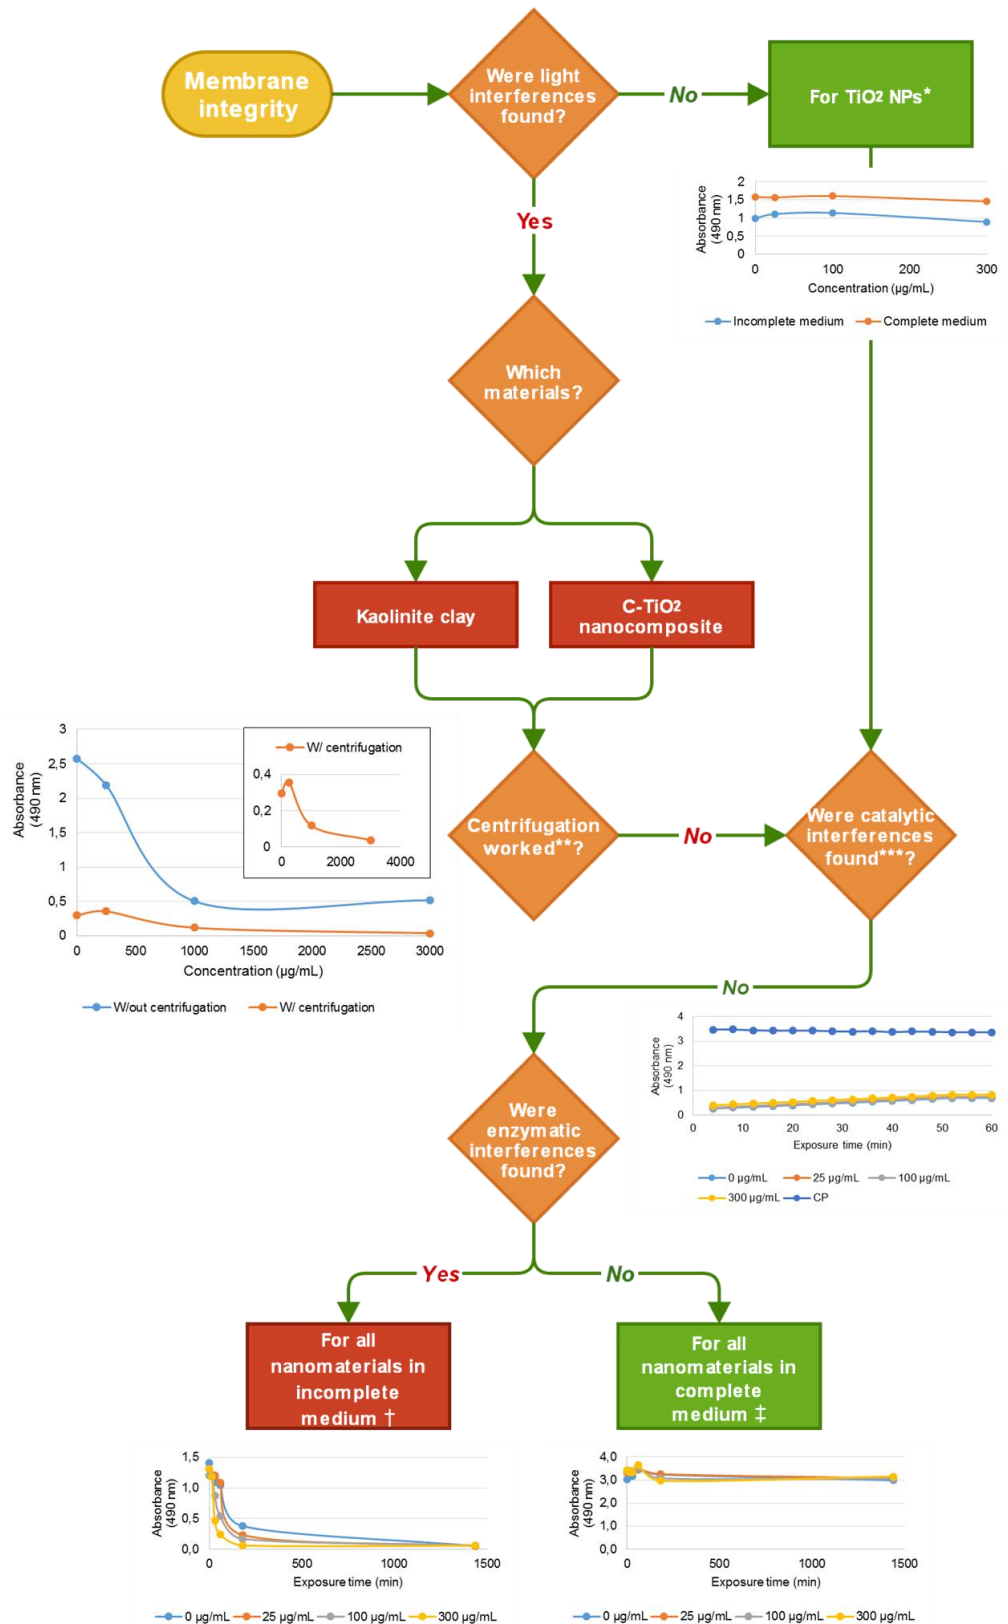 Membrane
integrity
Were light
interferences
found?
No
For TiO2 NPs*
Yes
Absorbance
(490 nm)
2
1,5
1
0,5
0
0 100 200 300
Concentration (µg/mL)
Incomplete medium Complete medium
Which
materials?
Kaolinite clay
C-TiO2
nanocomposite
Absorbance
(490 nm)
3
2,5
2
1,5
1
0,5
0
0 500 1000 1500 2000 2500 3000
Concentration (µg/mL)
W/out centrifugation W/ centrifugation
W/ centrifugation
0,4
0,2
0
0 2000 4000
Centrifugation
worked**?
No
Were catalytic
interferences
found***?
No
Absorbance
(490 nm)
4
3
2
1
0
0 10 20 30 40 50 60
Exposure time (min)
0 µg/mL 25 µg/mL 100 µg/mL
300 µg/mL CP
Were
enzymatic
interferences
found?
Yes
No
For all
nanomaterials in
incomplete
medium †
For all
nanomaterials in
complete
medium ‡
Absorbance
(490 nm)
1,5
1,0
0,5
0,0
0 500 1000 1500
Exposure time (min)
0 µg/mL 25 µg/mL 100 µg/mL 300 µg/mL
Absorbance
(490 nm)
4,0
3,0
2,0
1,0
0,0
0 500 1000 1500
Exposure time (min)
0 µg/mL 25 µg/mL 100 µg/mL 300 µg/mL